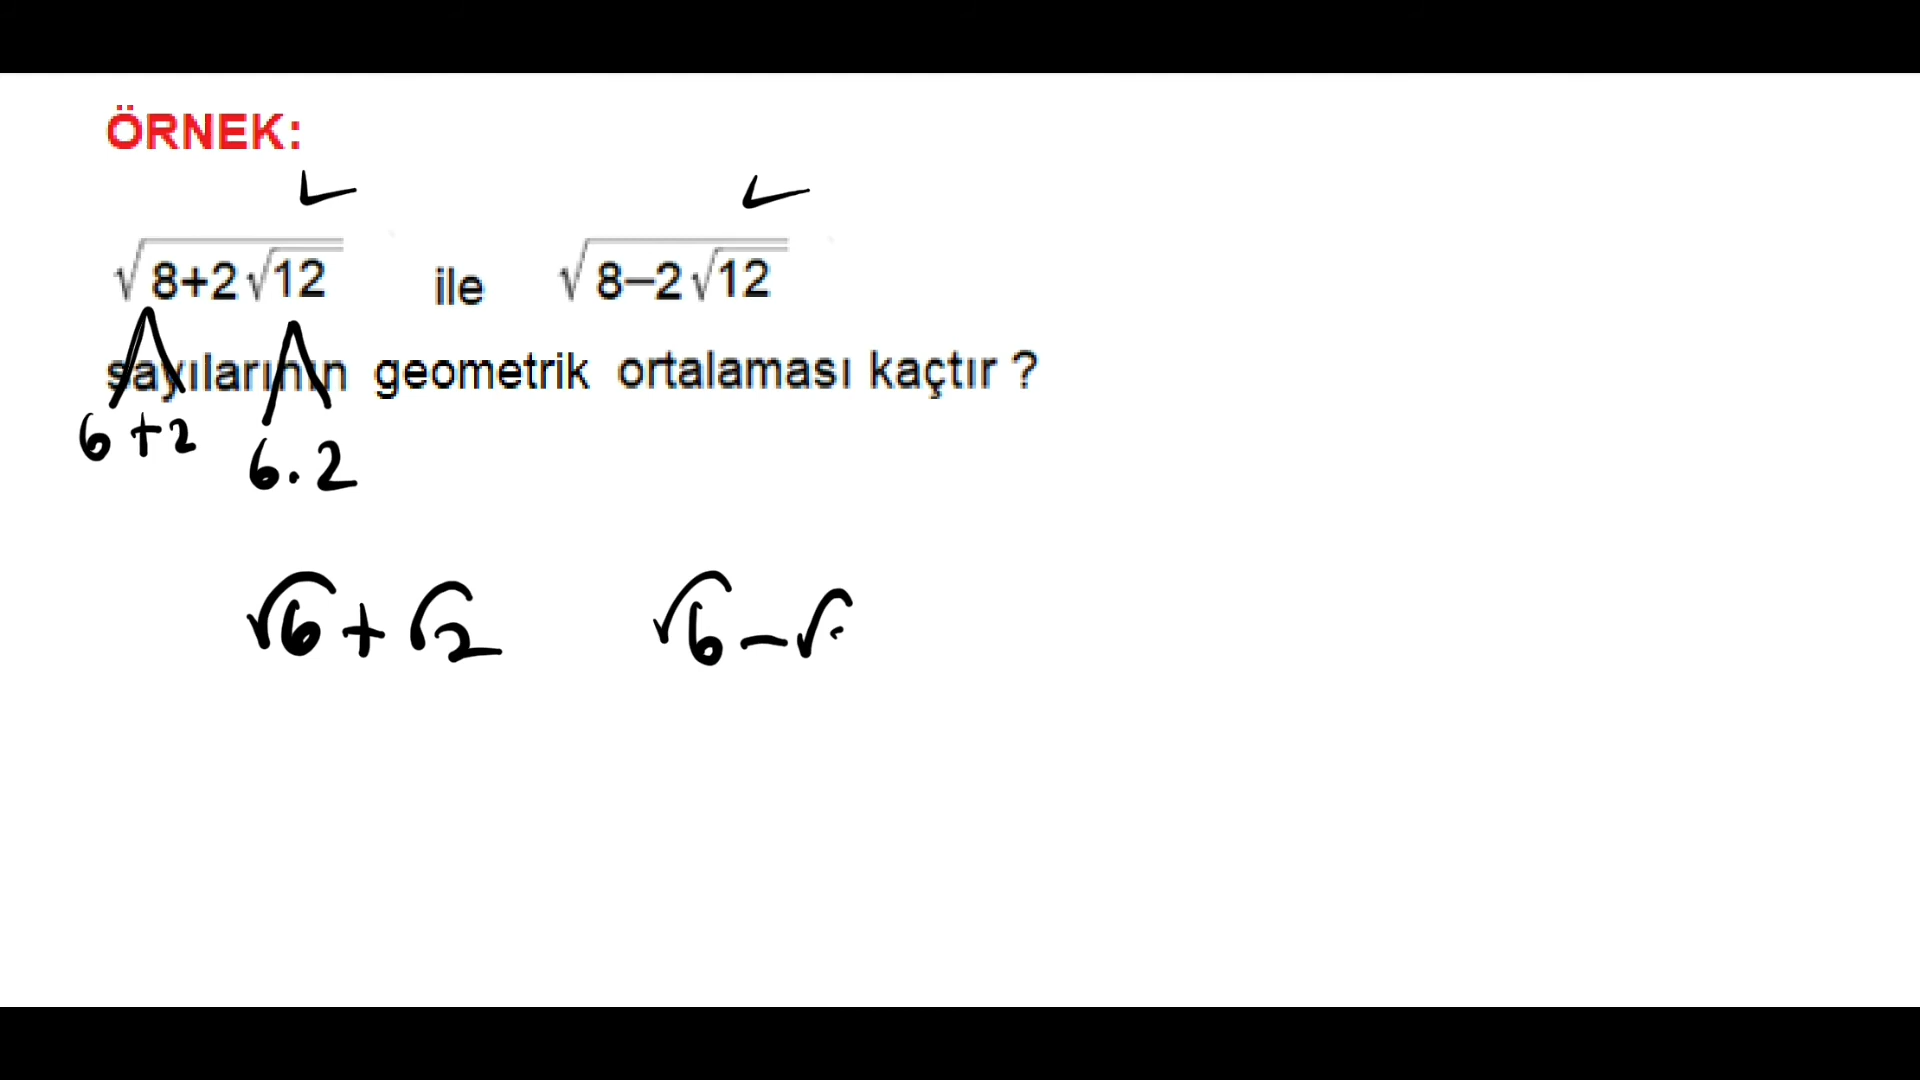 ÖRNEK:
√(8+2√12) ile √(8−2√12)
sayılarının geometrik ortalaması kaçtır ?
6+2 6.2
√6+√2 √6−√